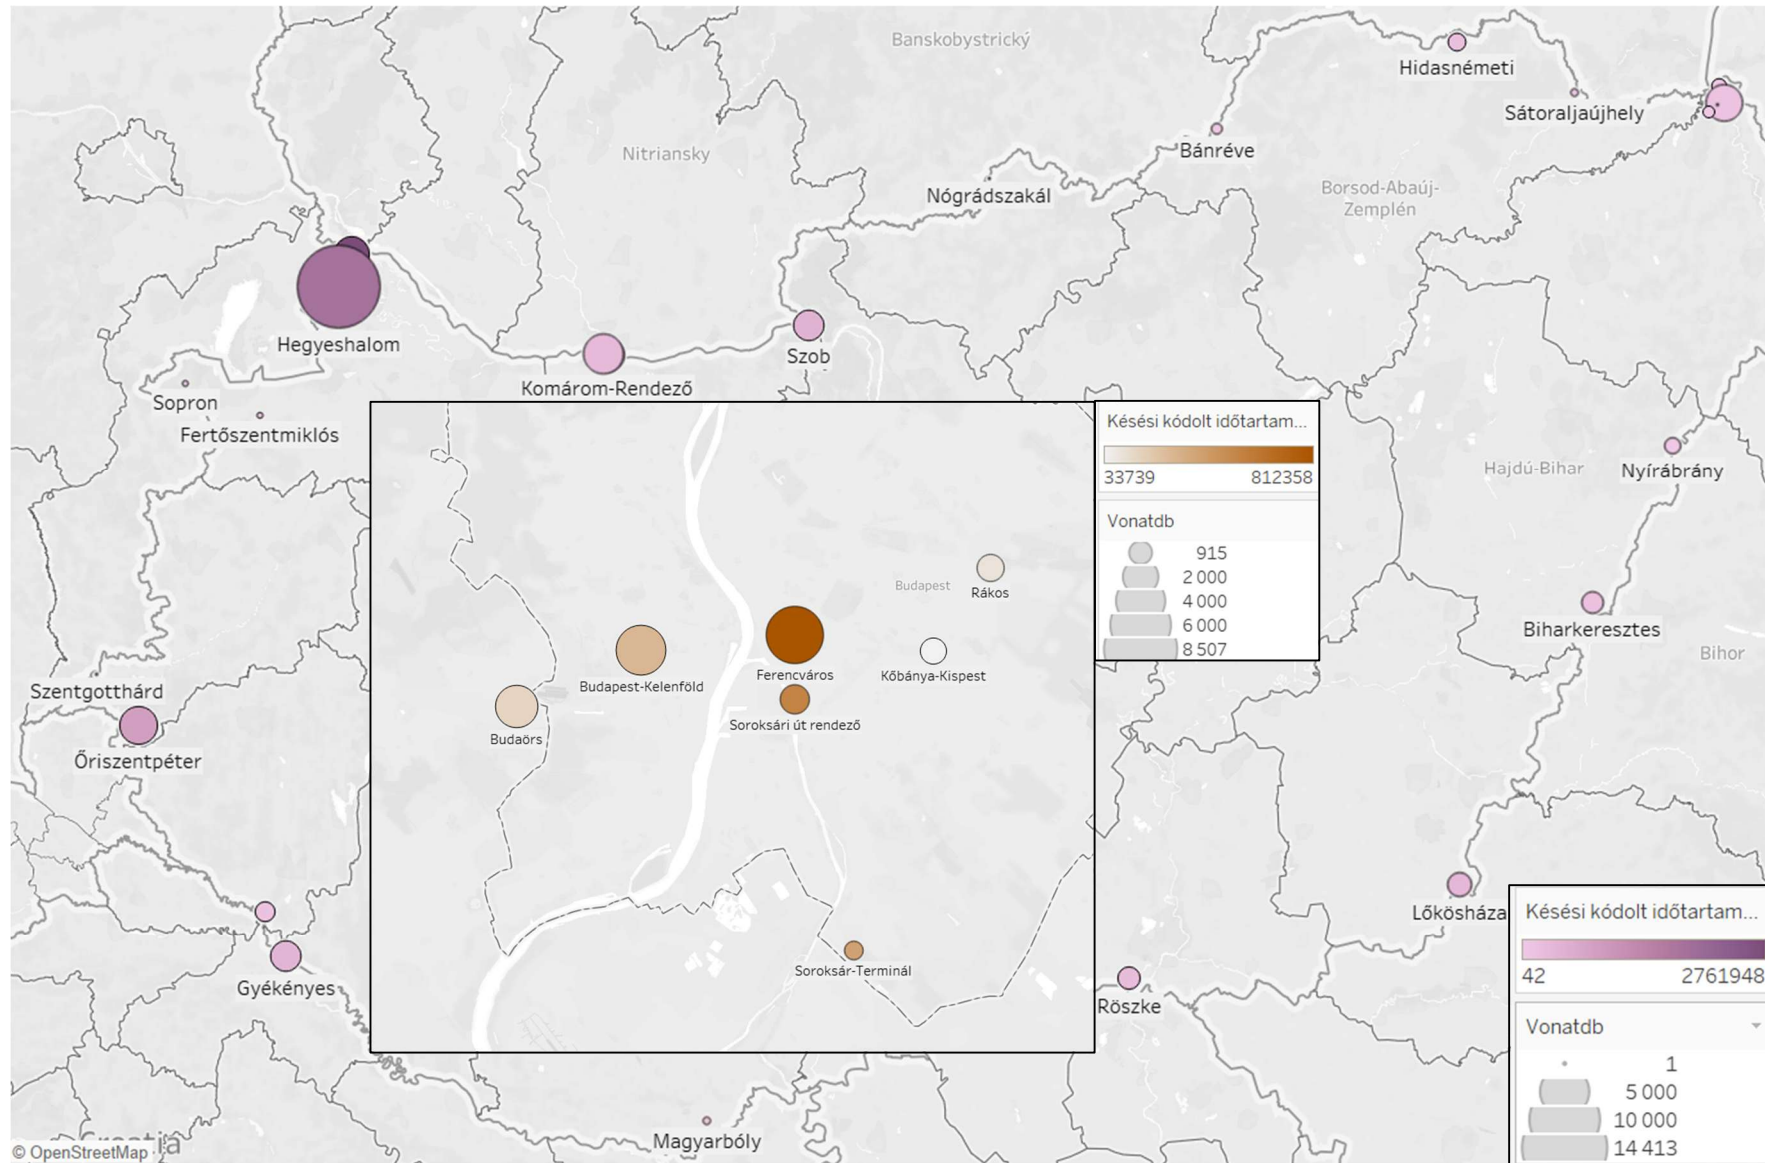 Banskobystrický
Hidasnémeti
Sátoraljaújhely
Nitriansky
Bánréve
Nógrádszakál
Borsod-Abaúj-
Zemplén
Hegyeshalom
Szob
Komárom-Rendező
Sopron
Fertőszentmiklós
Hajdú-Bihar
Nyírábrány
Biharkeresztes
Bihor
Szentgotthárd
Őriszentpéter
Gyékényes
Lőkösháza
Röszke
Magyarbóly
© OpenStreetMap
Késési kódolt időtartam...
33739 812358
Vonatdb
915
2 000
4 000
6 000
8 507
Budapest
Rákos
Budapest-Kelenföld
Ferencváros
Kőbánya-Kispest
Soroksári út rendező
Budaörs
Soroksár-Terminál
Késési kódolt időtartam...
42 2761948
Vonatdb
1
5 000
10 000
14 413